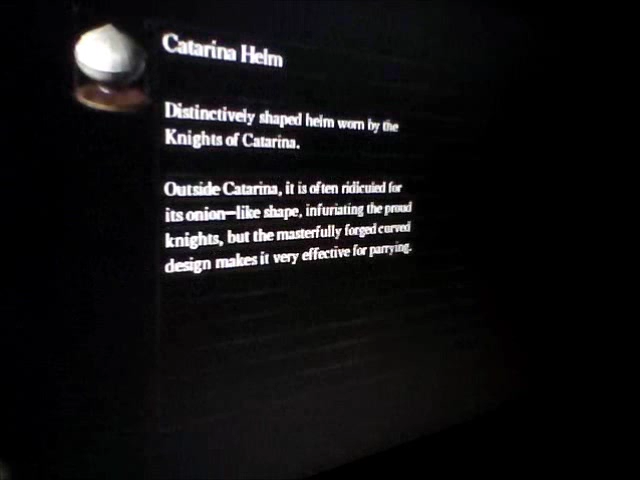 Catarina Helm
Distinctively shaped helm worn by the
Knights of Catarina.
Outside Catarina, it is often ridiculed for
its onion—like shape, infuriating the proud
knights, but the masterfully forged curved
design makes it very effective for parrying.